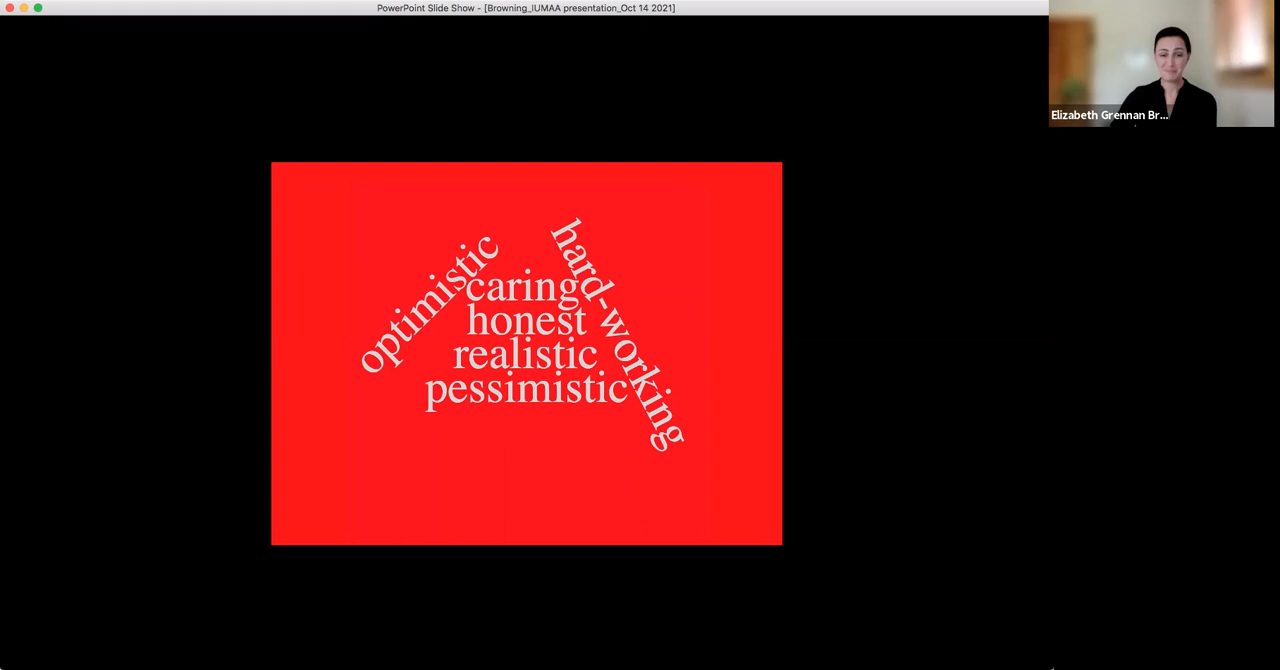 PowerPoint Slide Show - [Browning_IUMAA presentation_Oct 14 2021]
Elizabeth Grennan Br...
optimistic
hard-working
caring
honest
realistic
pessimistic